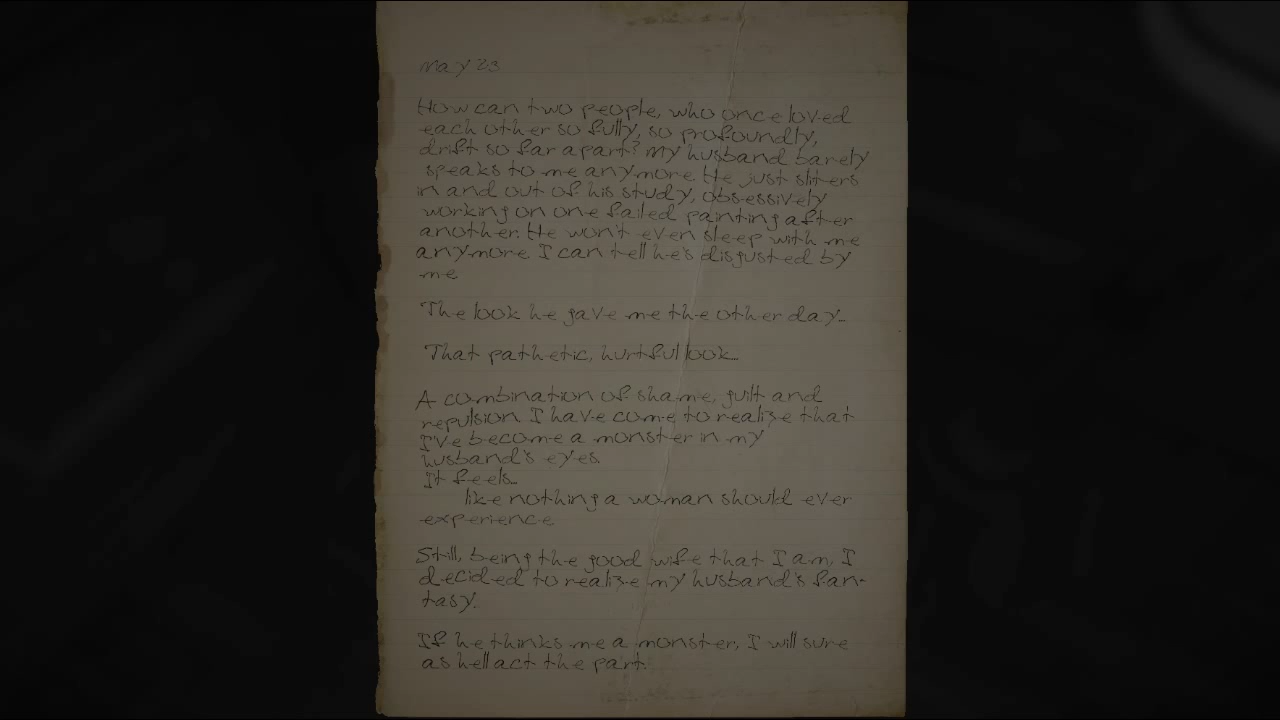 May 23
How can two people, who once loved
each other so fully, so profoundly,
drift so far apart? My husband barely
speaks to me anymore. He just slithers
in and out of his study, obsessively
working on one failed painting after
another. He won't even sleep with me
anymore. I can tell he's disgusted by
me.
The look he gave me the other day...
That pathetic, hurtful look...
A combination of shame, guilt and
repulsion. I have come to realize that
I've become a monster in my
husband's eyes.
It feels...
like nothing a woman should ever
experience.
Still, being the good wife that I am, I
decided to realize my husband's fan-
tasy.
If he thinks me a monster, I will sure
as hell act the part.